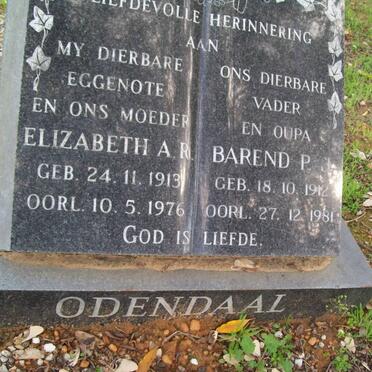 LIEFDEVOLLE HERINNERING
AAN
MY DIERBARE
EGGENOTE
EN ONS MOEDER
ELIZABETH A.R.
GEB. 24.11.1913
OORL. 10.5.1976
ONS DIERBARE
VADER
EN OUPA
BAREND P.
GEB. 18.10.1912
OORL. 27.12.1981
GOD IS LIEFDE.
ODENDAAL